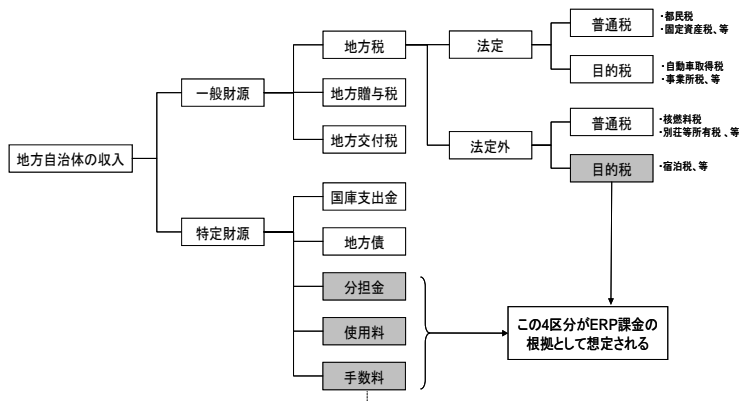 地方自治体の収入
一般財源
地方税
法定
普通税
・都民税
・固定資産税、等
目的税
・自動車取得税
・事業所税、等
法定外
普通税
・核燃料税
・別荘等所有税、等
目的税
・宿泊税、等
地方贈与税
地方交付税
特定財源
国庫支出金
地方債
分担金
使用料
手数料
この4区分がERP課金の
根拠として想定される